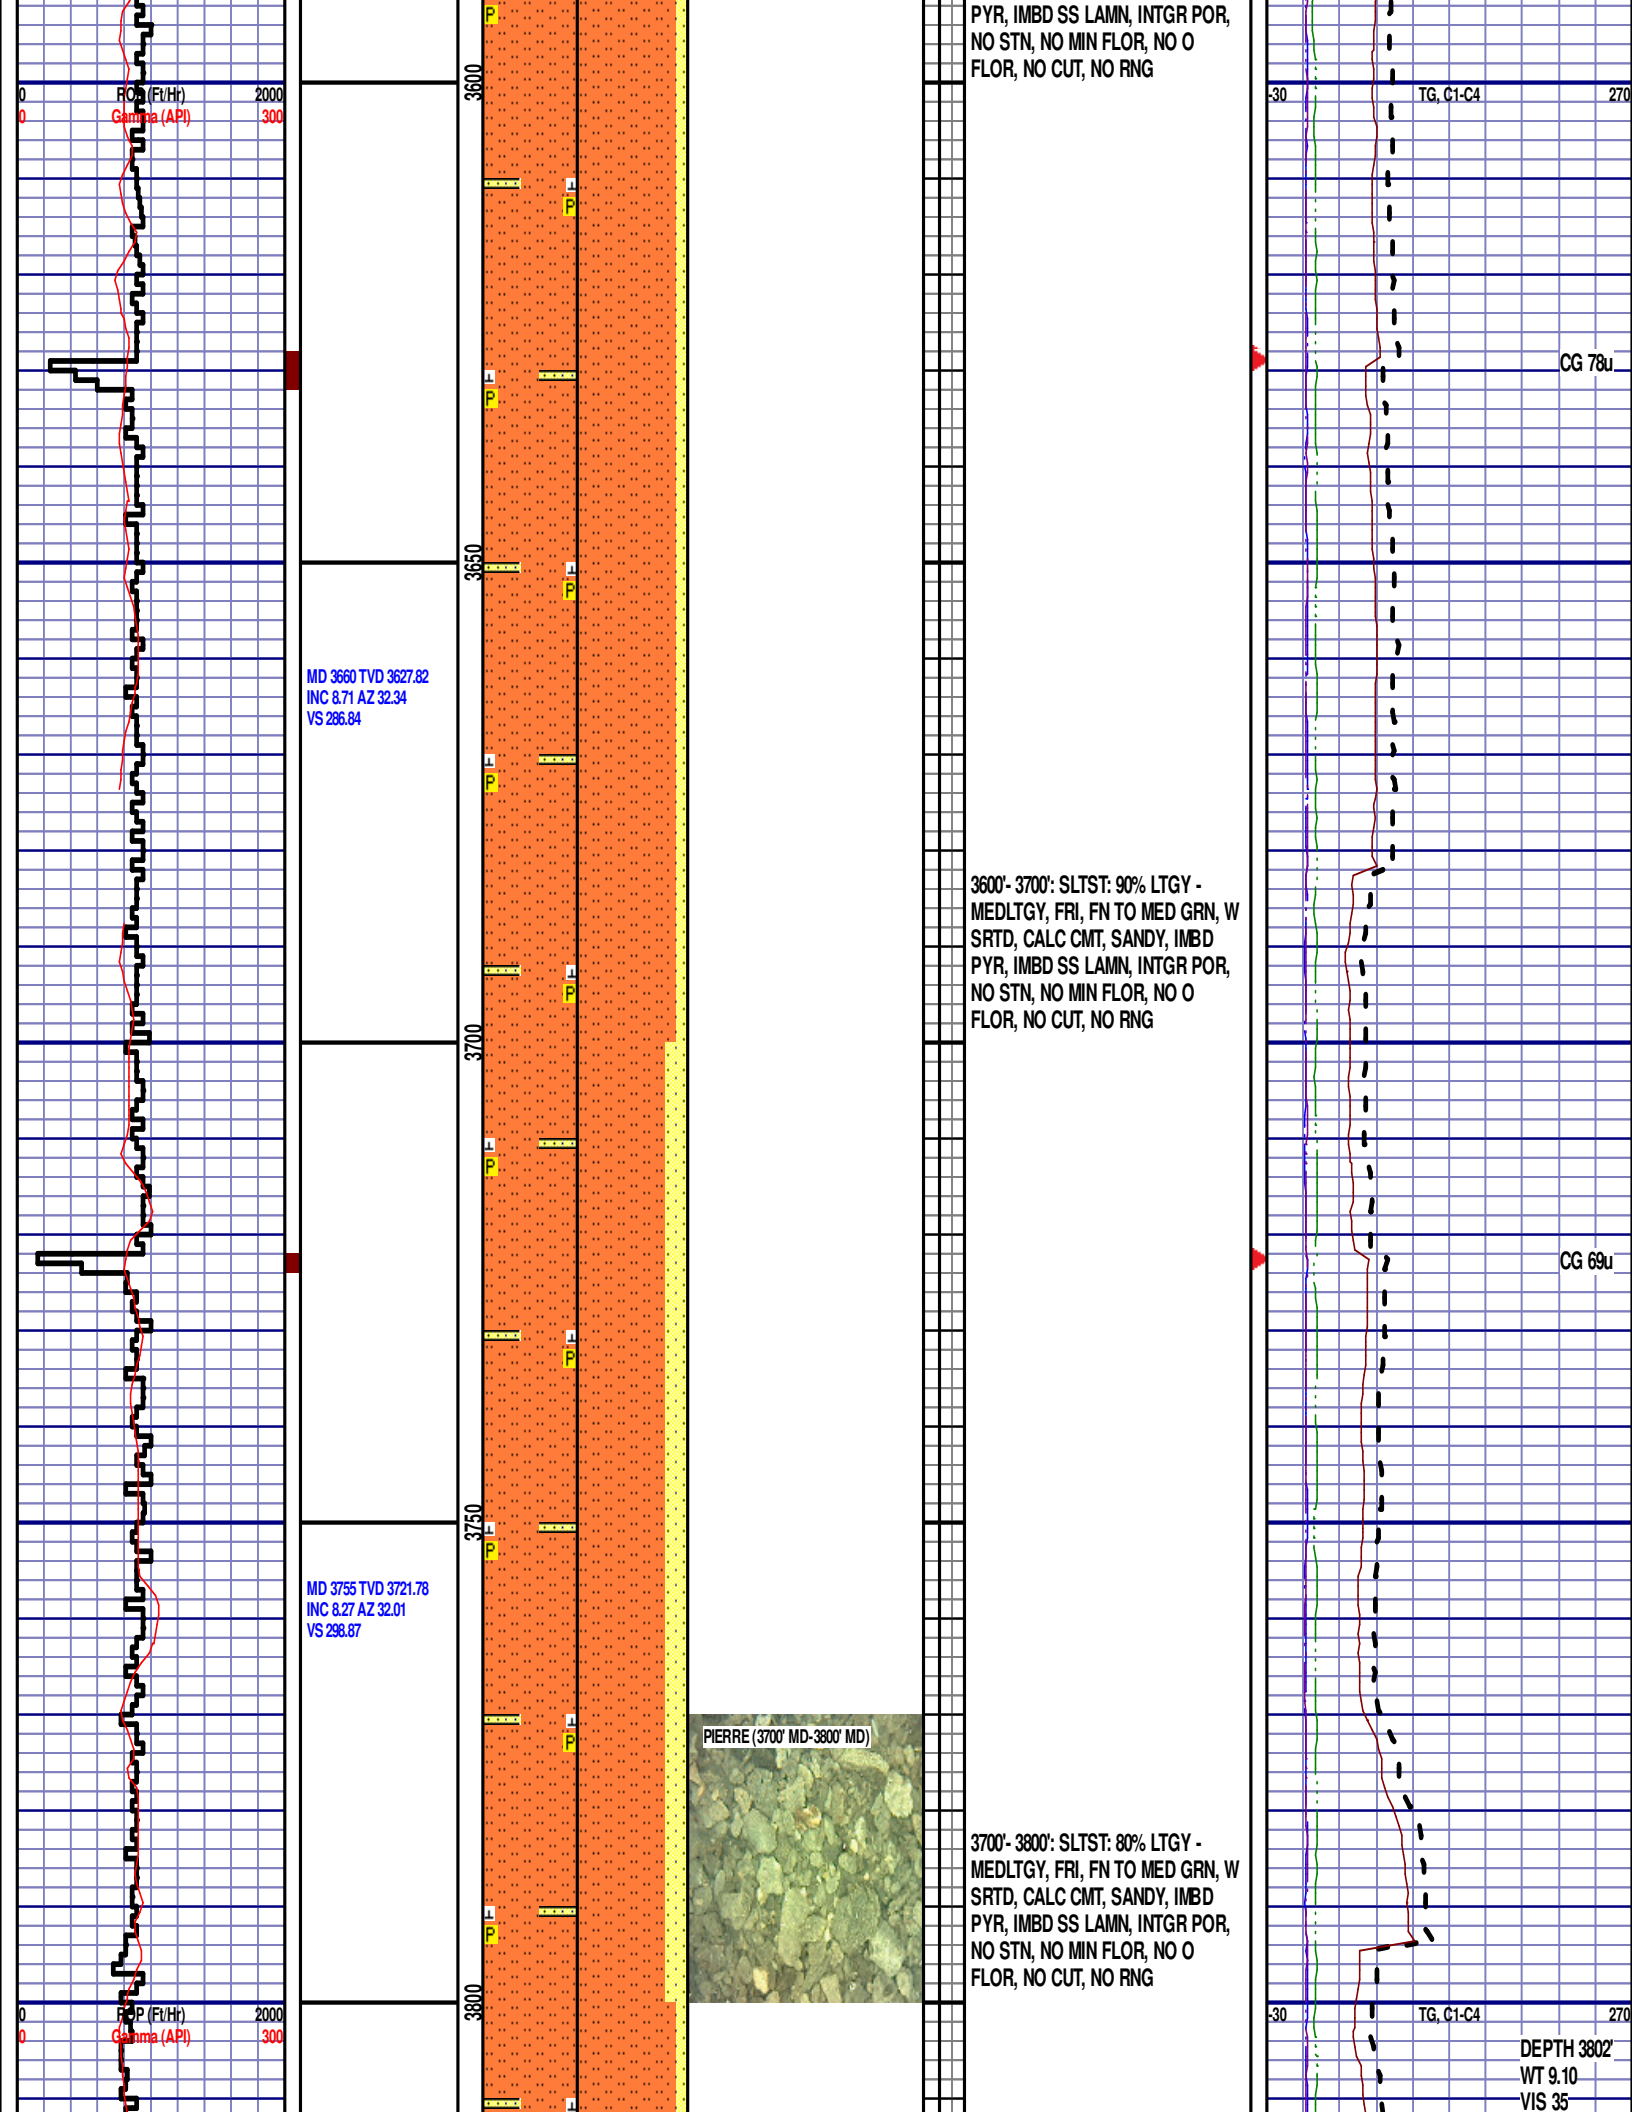 P
PYR, IMBD SS LAMN, INTGR POR,
NO STN, NO MIN FLOR, NO O
FLOR, NO CUT, NO RNG
3600
0 ROP (Ft/Hr) 2000
0 Gamma (API) 300
-30 TG, C1-C4 270
P
CG 78u
P
3650
P
MD 3660 TVD 3627.82
INC 8.71 AZ 32.34
VS 286.84
P
3600'- 3700': SLTST: 90% LTGY -
MEDLTGY, FRI, FN TO MED GRN, W
SRTD, CALC CMT, SANDY, IMBD
PYR, IMBD SS LAMN, INTGR POR,
NO STN, NO MIN FLOR, NO O
FLOR, NO CUT, NO RNG
P
3700
P
CG 69u
P
3750
P
MD 3755 TVD 3721.78
INC 8.27 AZ 32.01
VS 298.87
P
PIERRE (3700' MD-3800' MD)
3700'- 3800': SLTST: 80% LTGY -
MEDLTGY, FRI, FN TO MED GRN, W
SRTD, CALC CMT, SANDY, IMBD
PYR, IMBD SS LAMN, INTGR POR,
NO STN, NO MIN FLOR, NO O
FLOR, NO CUT, NO RNG
P
3800
0 ROP (Ft/Hr) 2000
0 Gamma (API) 300
-30 TG, C1-C4 270
DEPTH 3802'
WT 9.10
VIS 35